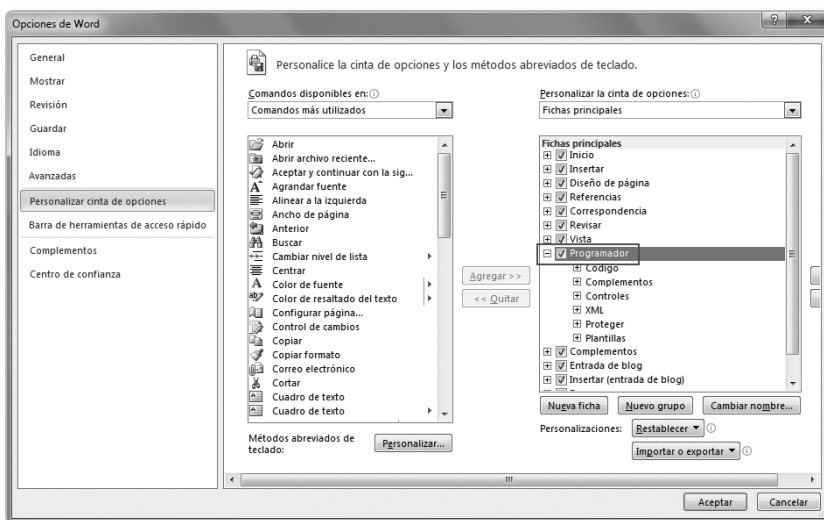 Opciones de Word
General
Mostrar
Revisión
Guardar
Idioma
Avanzadas
Personalizar cinta de opciones
Barra de herramientas de acceso rápido
Complementos
Centro de confianza
Personalice la cinta de opciones y los métodos abreviados de teclado.
Comandos disponibles en:
Comandos más utilizados
Abrir
Abrir archivo reciente...
Aceptar y continuar con la sig...
Agrandar fuente
Alinear a la izquierda
Ancho de página
Anterior
Buscar
Cambiar nivel de lista
Centrar
Color de fuente
Color de resaltado del texto
Configurar página...
Control de cambios
Copiar
Copiar formato
Correo electrónico
Cortar
Cuadro de texto
Cuadro de texto
Métodos abreviados de
teclado:
Personalizar...
Agregar >>
<< Quitar
Personalizar la cinta de opciones:
Fichas principales
Fichas principales
Inicio
Insertar
Diseño de página
Referencias
Correspondencia
Revisar
Vista
Programador
Código
Complementos
Controles
XML
Proteger
Plantillas
Complementos
Entrada de blog
Insertar (entrada de blog)
Nueva ficha
Nuevo grupo
Cambiar nombre...
Personalizaciones:
Restablecer
Importar o exportar
Aceptar
Cancelar